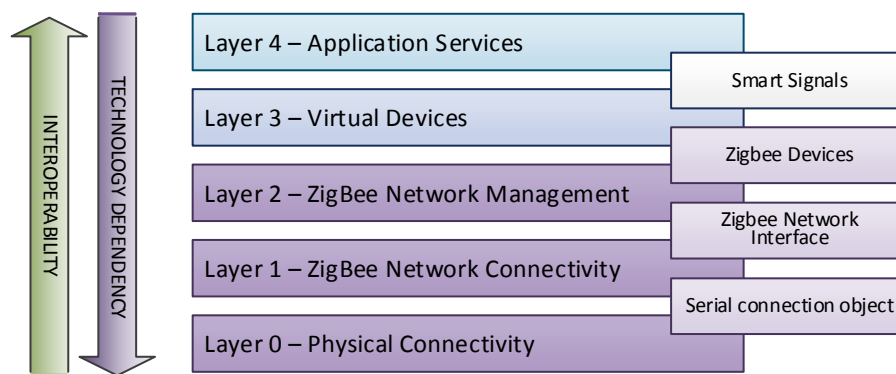 INTEROPERABILITY
TECHNOLOGY DEPENDENCY
Layer 4 – Application Services
Smart Signals
Layer 3 – Virtual Devices
Zigbee Devices
Layer 2 – ZigBee Network Management
Zigbee Network
Interface
Layer 1 – ZigBee Network Connectivity
Serial connection object
Layer 0 – Physical Connectivity